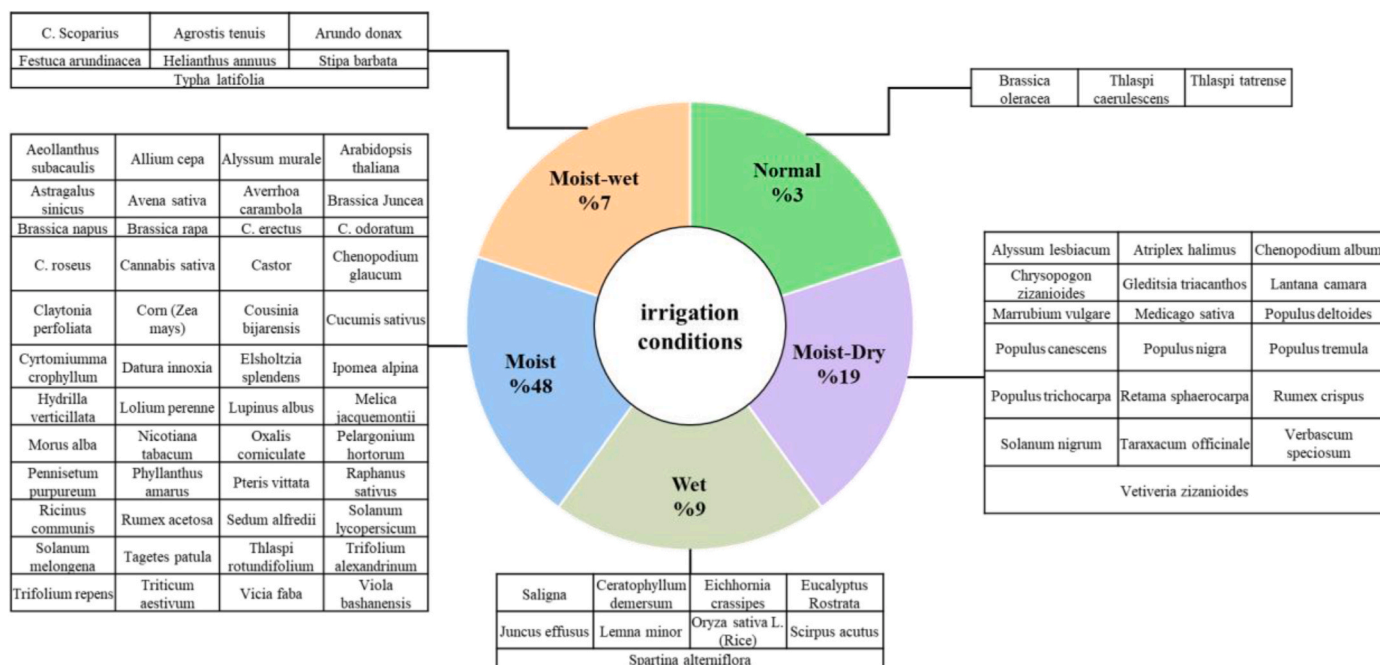 C. Scoparius Agrostis tenuis Arundo donax
Festuca arundinacea Helianthus annuus Stipa barbata
Typha latifolia
Brassica Thlaspi Thlaspi tatrense
oleracea caerulescens
Aeollanthus Allium cepa Alyssum murale Arabidopsis
subacaulis thaliana
Astragalus Avena sativa Averrhoa Brassica Juncea
sinicus carambola
Brassica napus Brassica rapa C. erectus C. odoratum
C. roseus Cannabis sativa Castor Chenopodium
glaucum
Claytonia Corn (Zea Cousinia Cucumis sativus
perfoliata mays) bijarensis
Cyrtomiumma Datura innoxia Elsholtzia Ipomea alpina
crophyllum splendens
Hydrilla Lolium perenne Lupinus albus Melica
verticillata jacquemontii
Morus alba Nicotiana Oxalis Pelargonium
tabacum corniculate hortorum
Pennisetum Phyllanthus Pteris vittata Raphanus
purpureum amarus sativus
Ricinus Rumex acetosa Sedum alfredii Solanum
communis lycopersicum
Solanum Tagetes patula Thlaspi Trifolium
melongena rotundifolium alexandrinum
Trifolium repens Triticum Vicia faba Viola
aestivum bashanensis
Moist-wet
%7
Normal
%3
irrigation
conditions
Moist
%48
Moist-Dry
%19
Wet
%9
Alyssum lesbiacum Atriplex halimus Chenopodium album
Chrysopogon Gleditsia triacanthos Lantana camara
zizanioides
Marrubium vulgare Medicago sativa Populus deltoides
Populus canescens Populus nigra Populus tremula
Populus trichocarpa Retama sphaerocarpa Rumex crispus
Solanum nigrum Taraxacum officinale Verbascum
speciosum
Vetiveria zizanioides
Saligna Ceratophyllum Eichhornia Eucalyptus
demersum crassipes Rostrata
Juncus effusus Lemna minor Oryza sativa L. Scirpus acutus
(Rice)
Spartina alterniflora